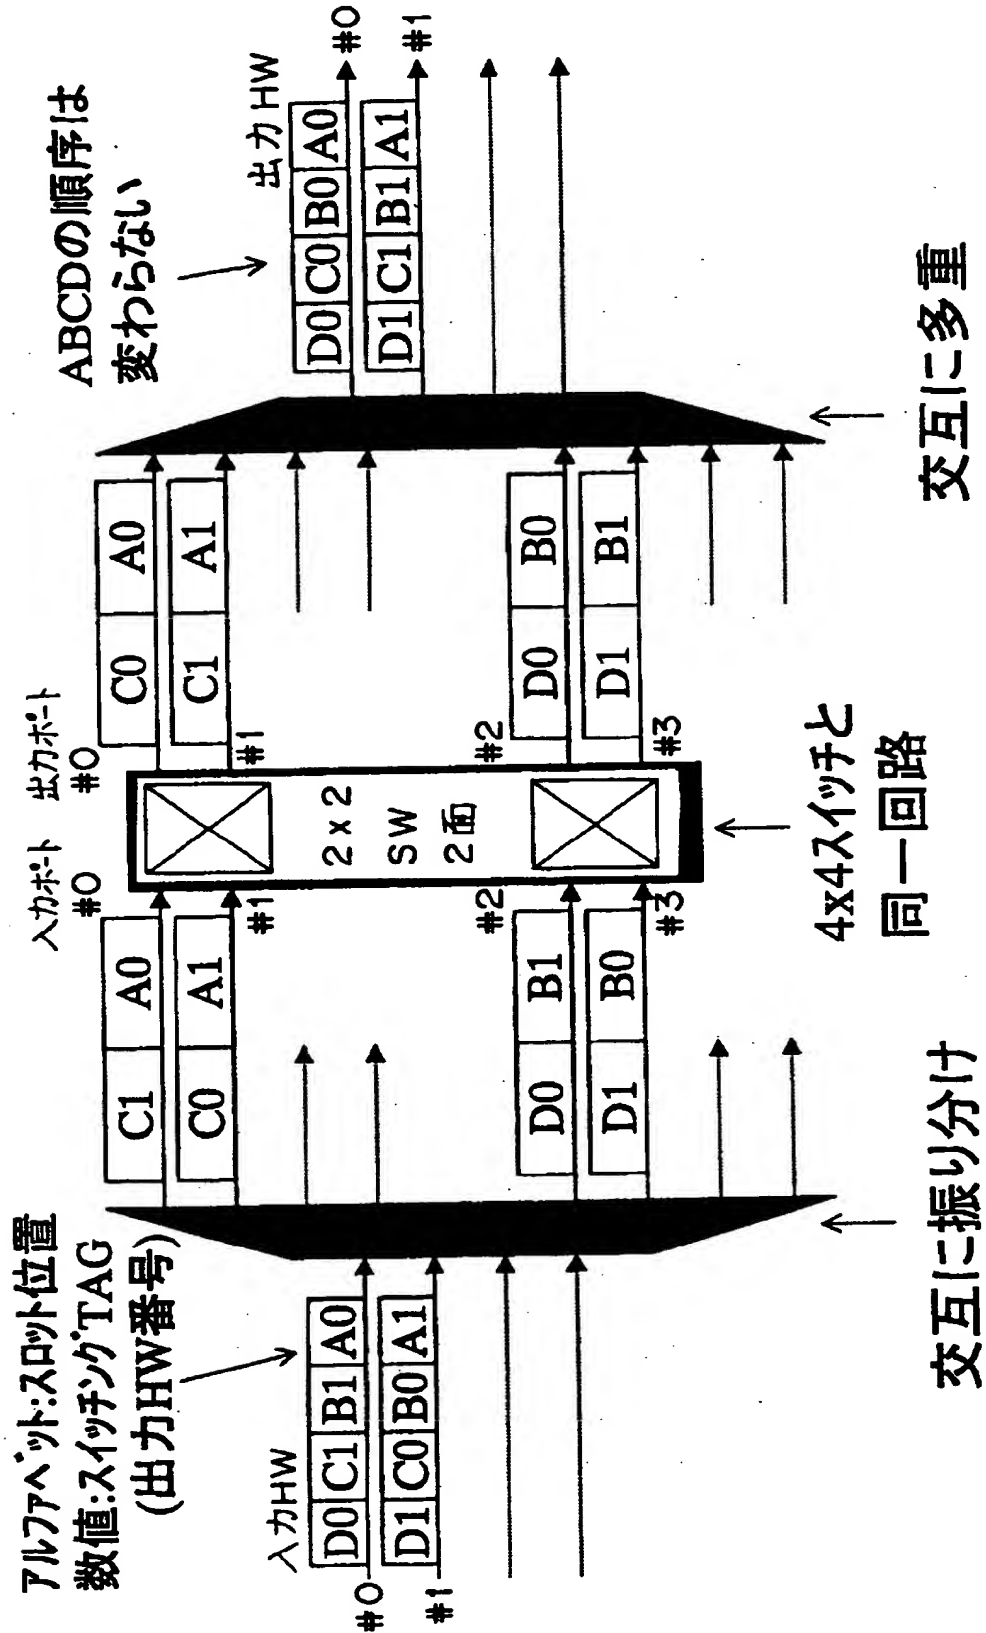 アルファベット:スロット位置
数値:スイッチングTAG
(出力HW番号)
入力HW
D0 C1 B1 A0
#0
D1 C0 B0 A1
#1
交互に振り分け
C1 A0
C0 A1
D0 B1
D1 B0
入力ポート
#0
#1
#2
#3
2x2
SW
2面
4x4スイッチと
同一回路
出力ポート
#0
#1
#2
#3
C0 A0
C1 A1
D0 B0
D1 B1
交互に多重
ABCDの順序は
変わらない
出力HW
D0 C0 B0 A0
#0
D1 C1 B1 A1
#1